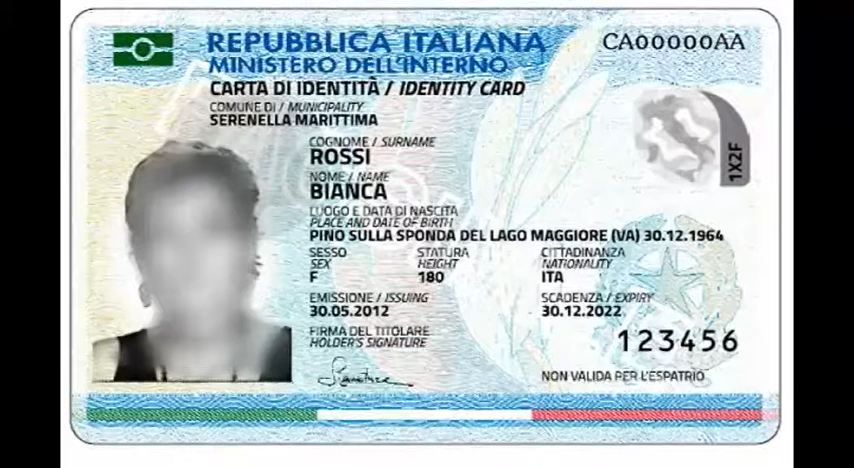 REPUBBLICA ITALIANA
CA00000AA
MINISTERO DELL'INTERNO
CARTA DI IDENTITÀ / IDENTITY CARD
COMUNE DI / MUNICIPALITY
SERENELLA MARITTIMA
COGNOME / SURNAME
ROSSI
1X2F
NOME / NAME
BIANCA
LUOGO E DATA DI NASCITA
PLACE AND DATE OF BIRTH
PINO SULLA SPONDA DEL LAGO MAGGIORE (VA) 30.12.1964
SESSO STATURA CITTADINANZA
SEX HEIGHT NATIONALITY
F 180 ITA
EMISSIONE / ISSUING SCADENZA / EXPIRY
30.05.2012 30.12.2022
FIRMA DEL TITOLARE
HOLDER'S SIGNATURE
123456
Signature
NON VALIDA PER L'ESPATRIO